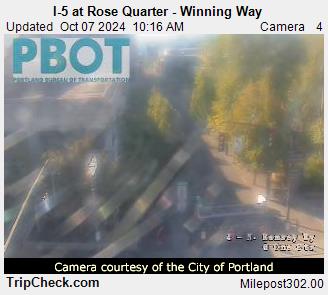 I-5 at Rose Quarter - Winning Way
Updated Oct 07 2024 10:16 AM Camera 4
PBOT
PORTLAND BUREAU OF TRANSPORTATION
N. Ramsay
Camera courtesy of the City of Portland
TripCheck.com Milepost302.00